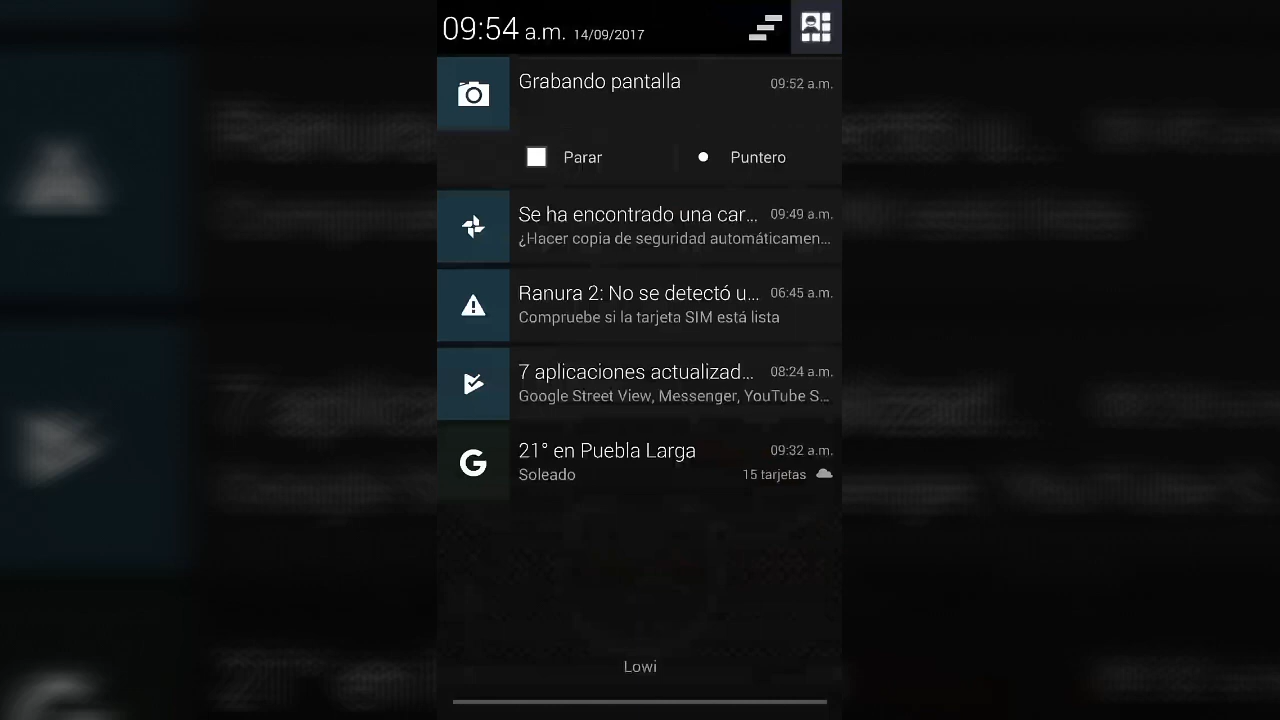 09:54 a.m. 14/09/2017
Grabando pantalla 09:52 a.m.
Parar Puntero
Se ha encontrado una car... 09:49 a.m.
¿Hacer copia de seguridad automáticamen...
Ranura 2: No se detectó u... 06:45 a.m.
Compruebe si la tarjeta SIM está lista
7 aplicaciones actualizad... 08:24 a.m.
Google Street View, Messenger, YouTube S...
21° en Puebla Larga 09:32 a.m.
Soleado 15 tarjetas
Lowi